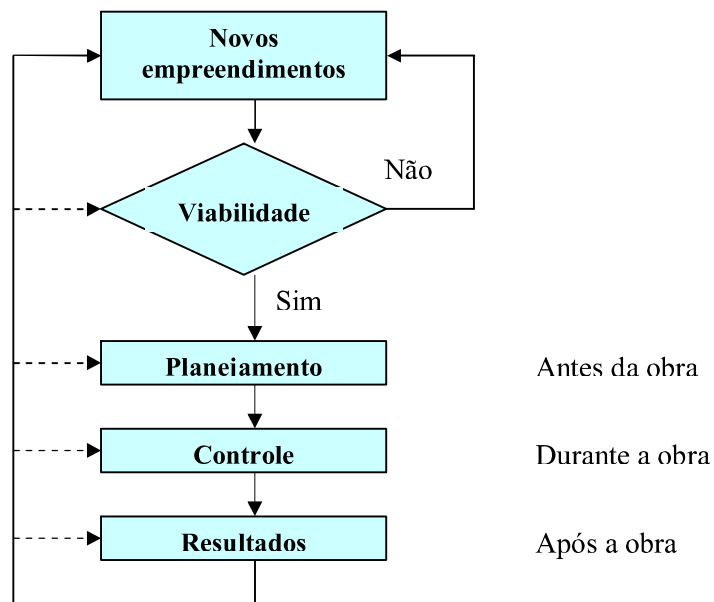 Novos
empreendimentos
Não
Viabilidade
Sim
Planejamento
Antes da obra
Controle
Durante a obra
Resultados
Após a obra